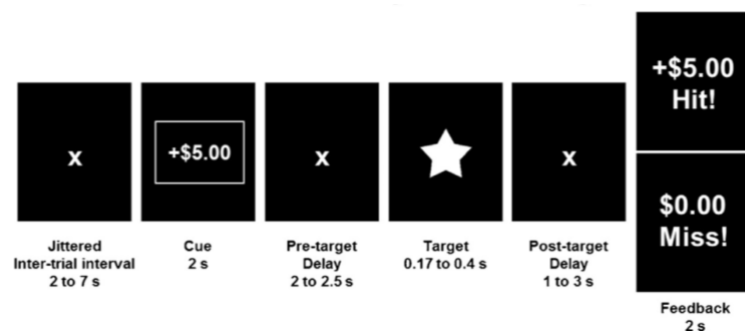 x
+$5.00
x
x
+$5.00
Hit!
$0.00
Miss!
Jittered
Inter-trial interval
2 to 7 s
Cue
2 s
Pre-target
Delay
2 to 2.5 s
Target
0.17 to 0.4 s
Post-target
Delay
1 to 3 s
Feedback
2 s